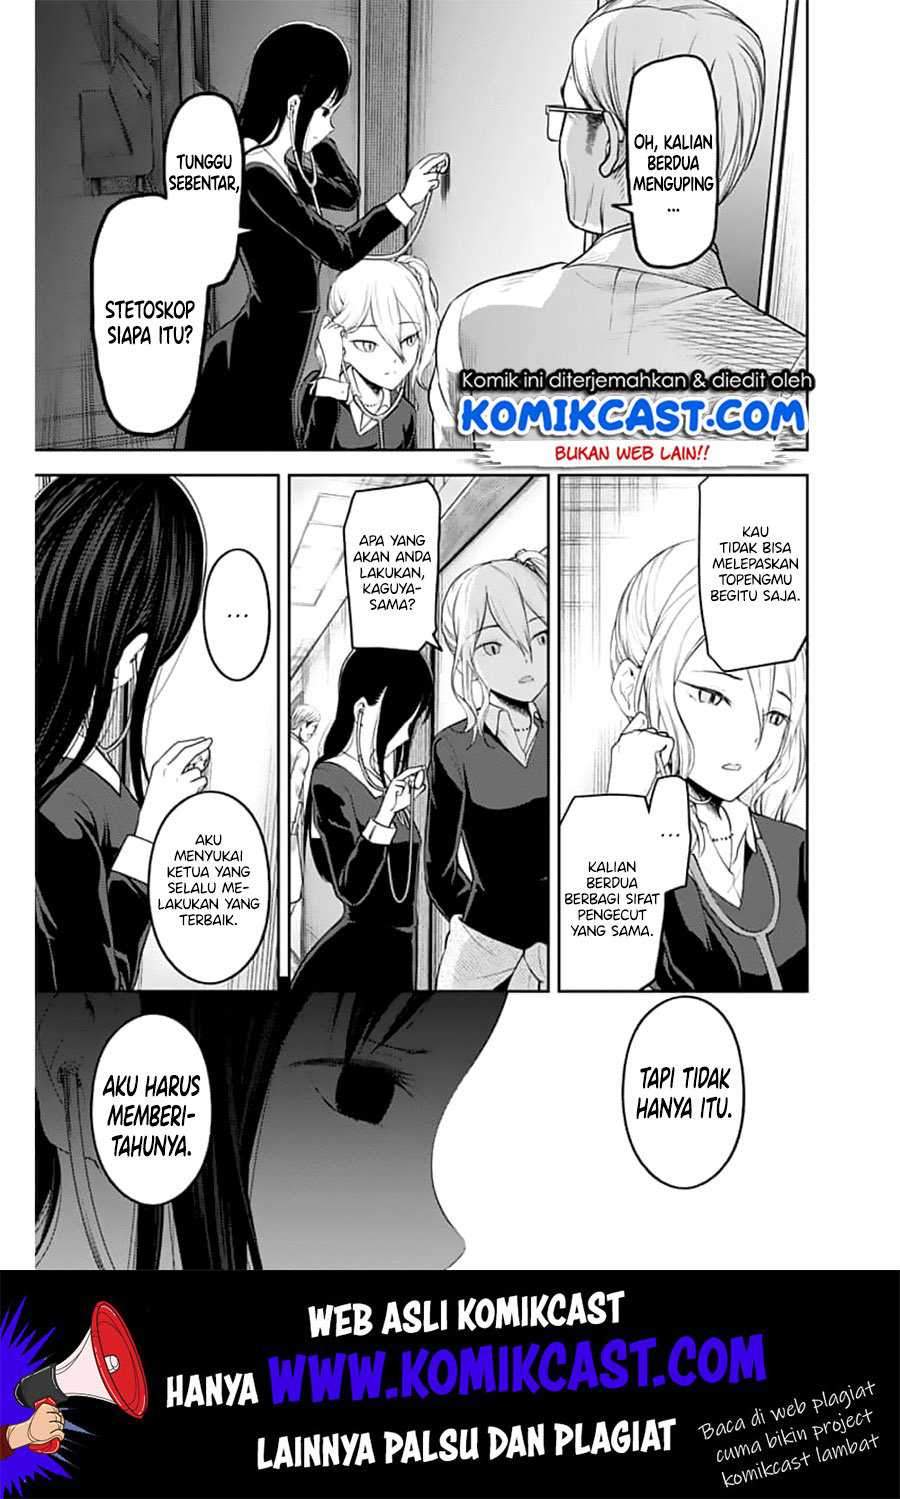 OH, KALIAN
BERDUA
MENGUPING
...
TUNGGU
SEBENTAR,
STETOSKOP
SIAPA ITU?
Komik ini diterjemahkan & diedit oleh
KOMIKCAST.COM
BUKAN WEB LAIN!!
KAU
TIDAK BISA
MELEPASKAN
TOPENGMU
BEGITU SAJA.
...
KALIAN
BERDUA
BERBAGI SIFAT
PENGECUT
YANG SAMA.
APA YANG
AKAN ANDA
LAKUKAN,
KAGUYA-
SAMA?
...
AKU
MENYUKAI
KETUA YANG
SELALU ME-
LAKUKAN YANG
TERBAIK.
TAPI TIDAK
HANYA ITU.
AKU HARUS
MEMBERI-
TAHUNYA.
WEB ASLI KOMIKCAST
HANYA WWW.KOMIKCAST.COM
LAINNYA PALSU DAN PLAGIAT
Baca di web plagiat
cuma bikin project
komikcast lambat